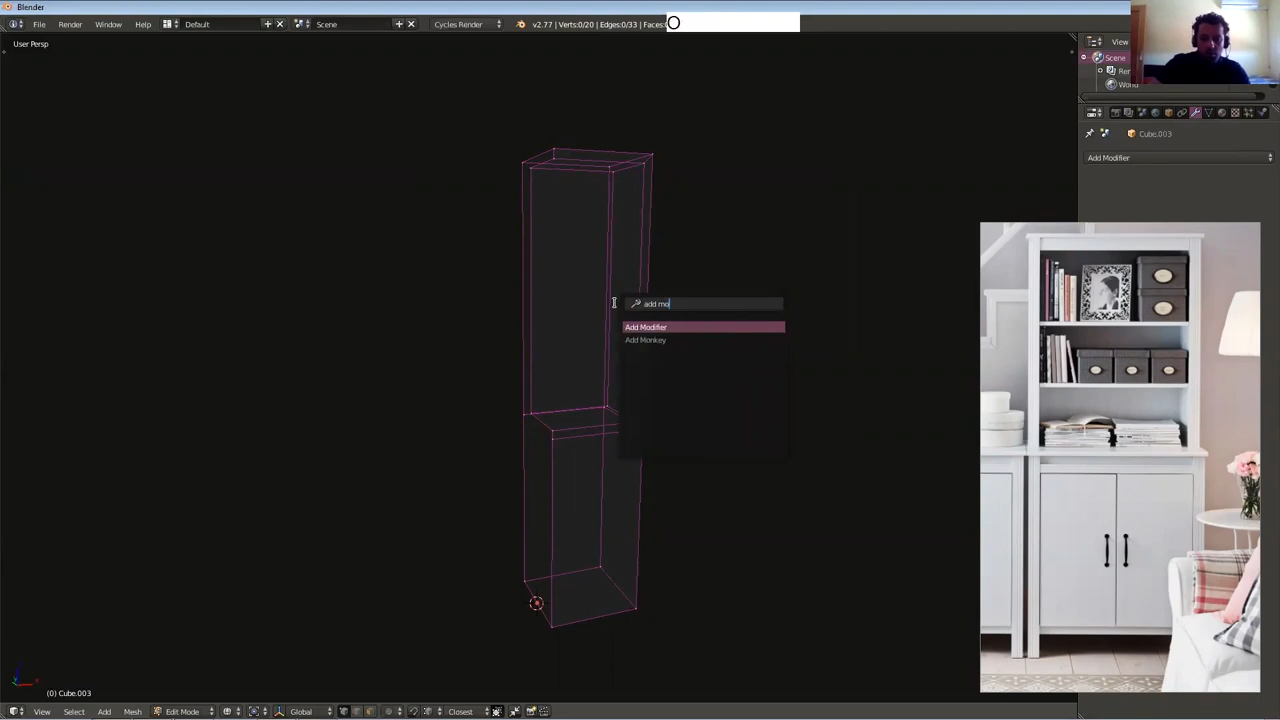 Blender
File Render Window Help Default Scene Cycles Render v2.77 | Verts:0/20 | Edges:0/33 | Faces: O
User Persp
View
Scene
Ren
World
Cube.003
Add Modifier
add mo
Add Modifier
Add Monkey
(0) Cube.003
View Select Add Mesh Edit Mode Global Closest